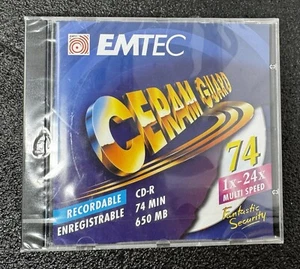 EMTEC
CERAM GUARD
74
1x-24x
MULTI SPEED
RECORDABLE
ENREGISTRABLE
CD-R
74 MIN
650 MB
Fantastic
Security